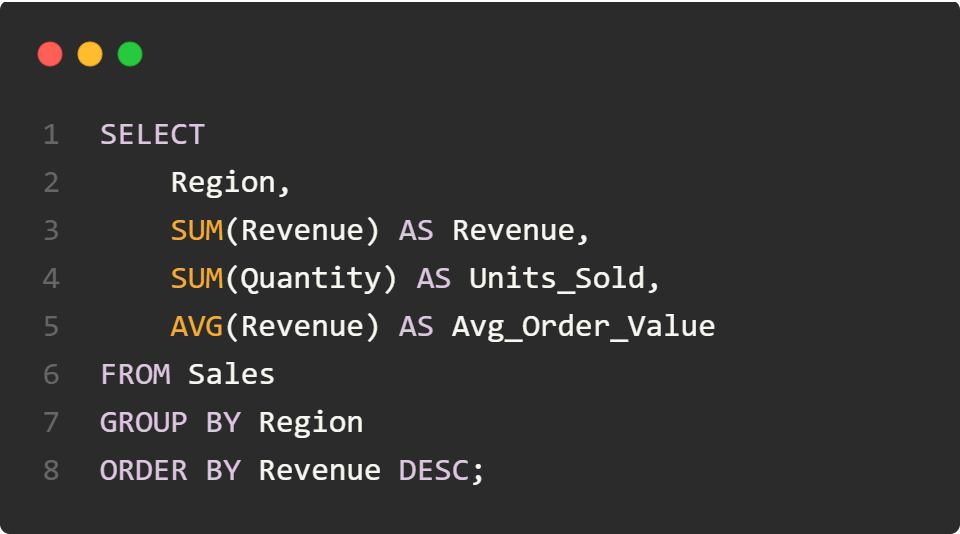 1 SELECT
2     Region,
3     SUM(Revenue) AS Revenue,
4     SUM(Quantity) AS Units_Sold,
5     AVG(Revenue) AS Avg_Order_Value
6 FROM Sales
7 GROUP BY Region
8 ORDER BY Revenue DESC;